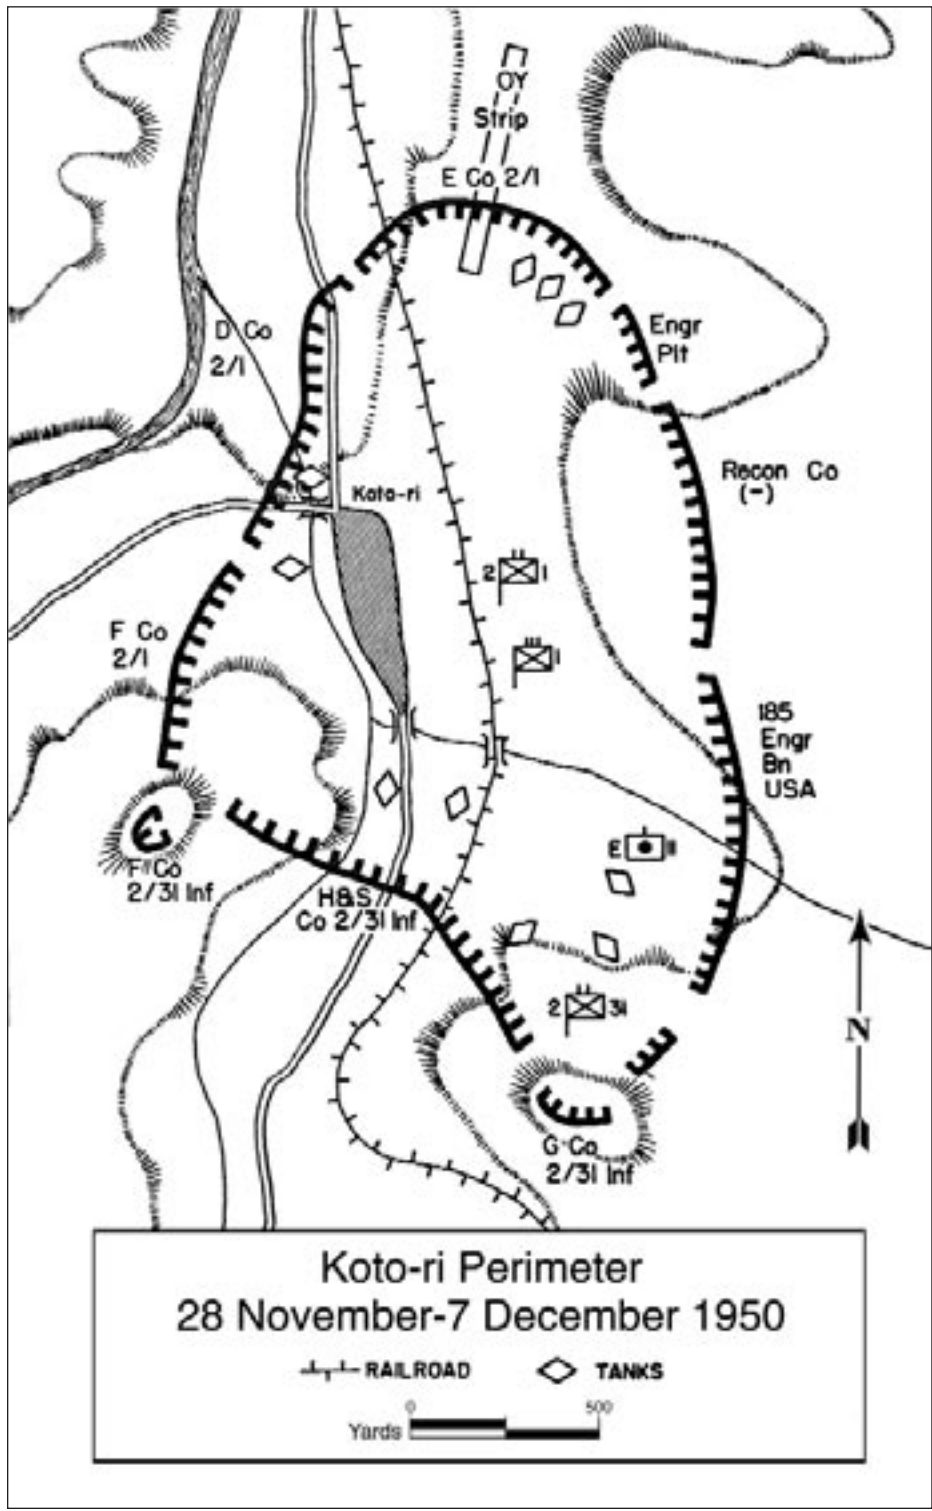 OY
Strip
E Co 2/1
D Co
2/1
Engr
Plt
Recon Co
(-)
Koto-ri
2 1
1
F Co
2/1
185
Engr
Bn
USA
E 11
F Co
2/31 Inf
H&S
Co 2/31 Inf
2 31
N
G Co
2/31 Inf
Koto-ri Perimeter
28 November-7 December 1950
RAILROAD
TANKS
0 500
Yards